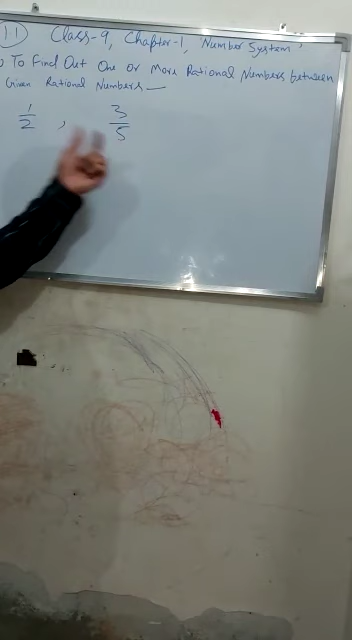 11 Class-9, Chapter-1, "Number System"
To Find Out One or More Rational Numbers between
Given Rational Numbers —
1/2 , 3/5